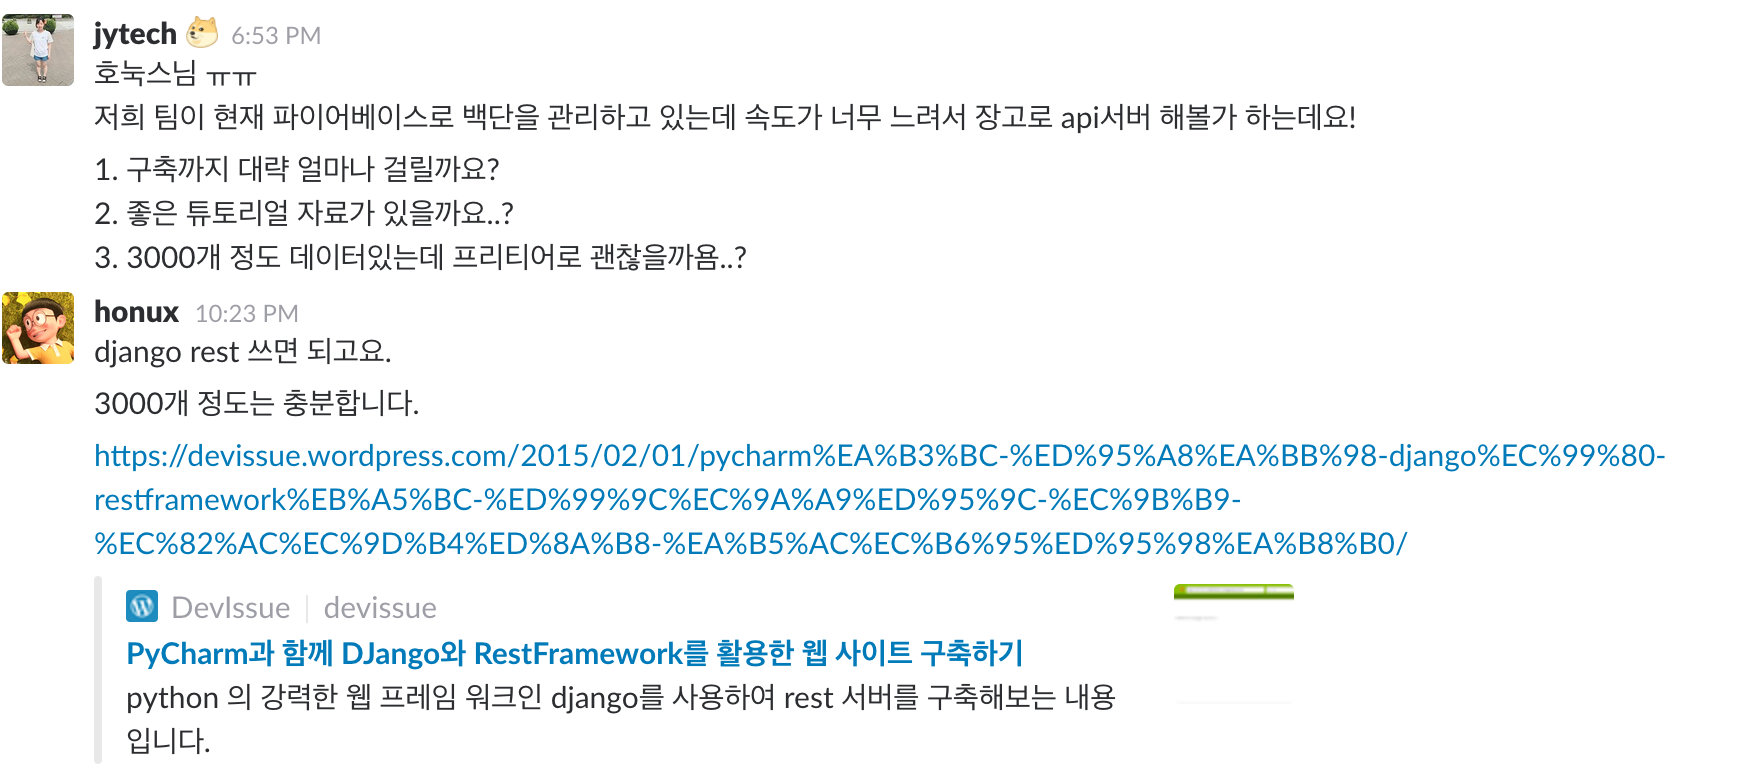 jytech 6:53 PM
호눅스님 ㅠㅠ
저희 팀이 현재 파이어베이스로 백단을 관리하고 있는데 속도가 너무 느려서 장고로 api서버 해볼가 하는데요!
1. 구축까지 대략 얼마나 걸릴까요?
2. 좋은 튜토리얼 자료가 있을까요..?
3. 3000개 정도 데이터있는데 프리티어로 괜찮을까욤..?
honux 10:23 PM
django rest 쓰면 되고요.
3000개 정도는 충분합니다.
https://devissue.wordpress.com/2015/02/01/pycharm%EA%B3%BC-%ED%95%A8%EA%BB%98-django%EC%99%80-
restframework%EB%A5%BC-%ED%99%9C%EC%9A%A9%ED%95%9C-%EC%9B%B9-
%EC%82%AC%EC%9D%B4%ED%8A%B8-%EA%B5%AC%EC%B6%95%ED%95%98%EA%B8%B0/
DevIssue | devissue
PyCharm과 함께 DJango와 RestFramework를 활용한 웹 사이트 구축하기
python 의 강력한 웹 프레임 워크인 django를 사용하여 rest 서버를 구축해보는 내용
입니다.